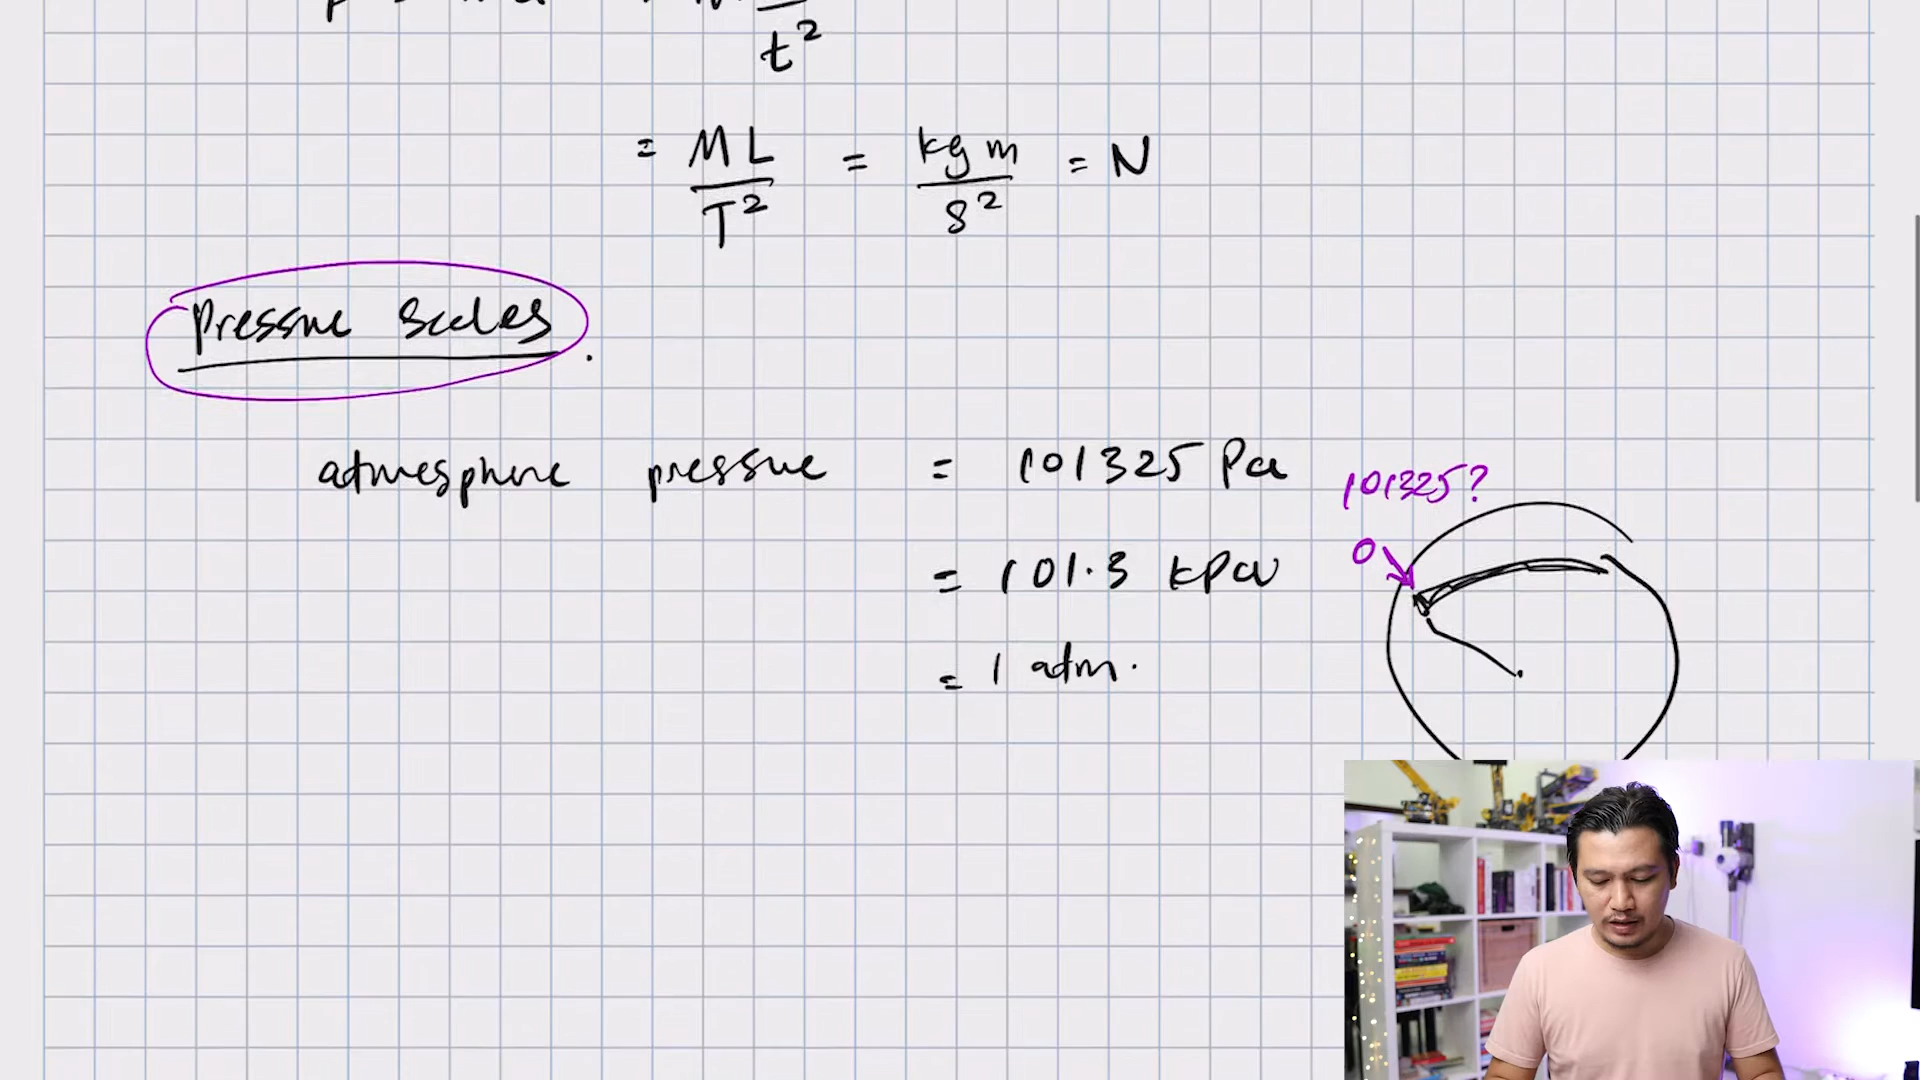 t²
= ML/T² = kg m/s² = N
Pressure Scales.
atmosphere pressure = 101325 Pa
101325?
0
= 101.3 kPa
= 1 atm.